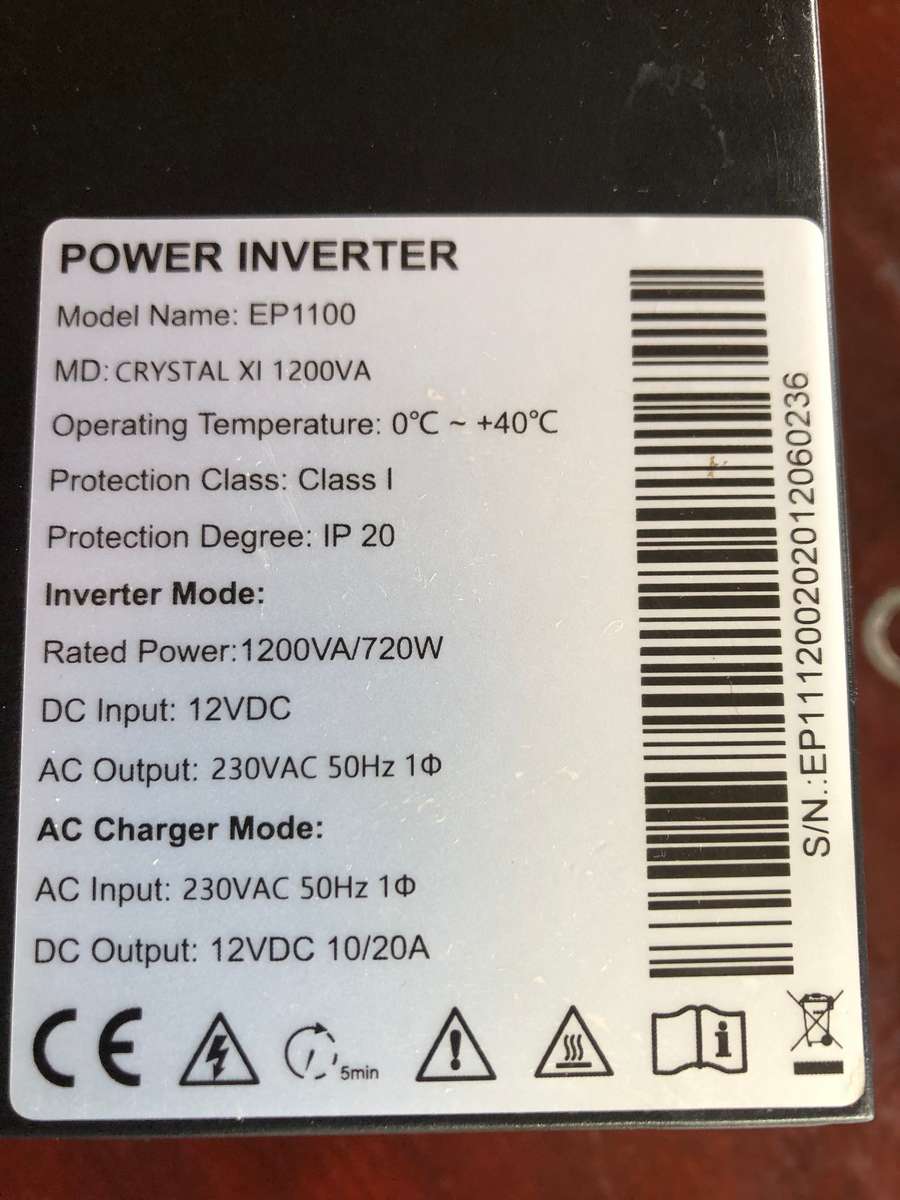 POWER INVERTER
Model Name: EP1100
MD: CRYSTAL XI 1200VA
Operating Temperature: 0℃ ~ +40℃
Protection Class: Class I
Protection Degree: IP 20
Inverter Mode:
Rated Power:1200VA/720W
DC Input: 12VDC
AC Output: 230VAC 50Hz 1Φ
AC Charger Mode:
AC Input: 230VAC 50Hz 1Φ
DC Output: 12VDC 10/20A
CE
5min
i
S/N.:EP11120020201206​0236